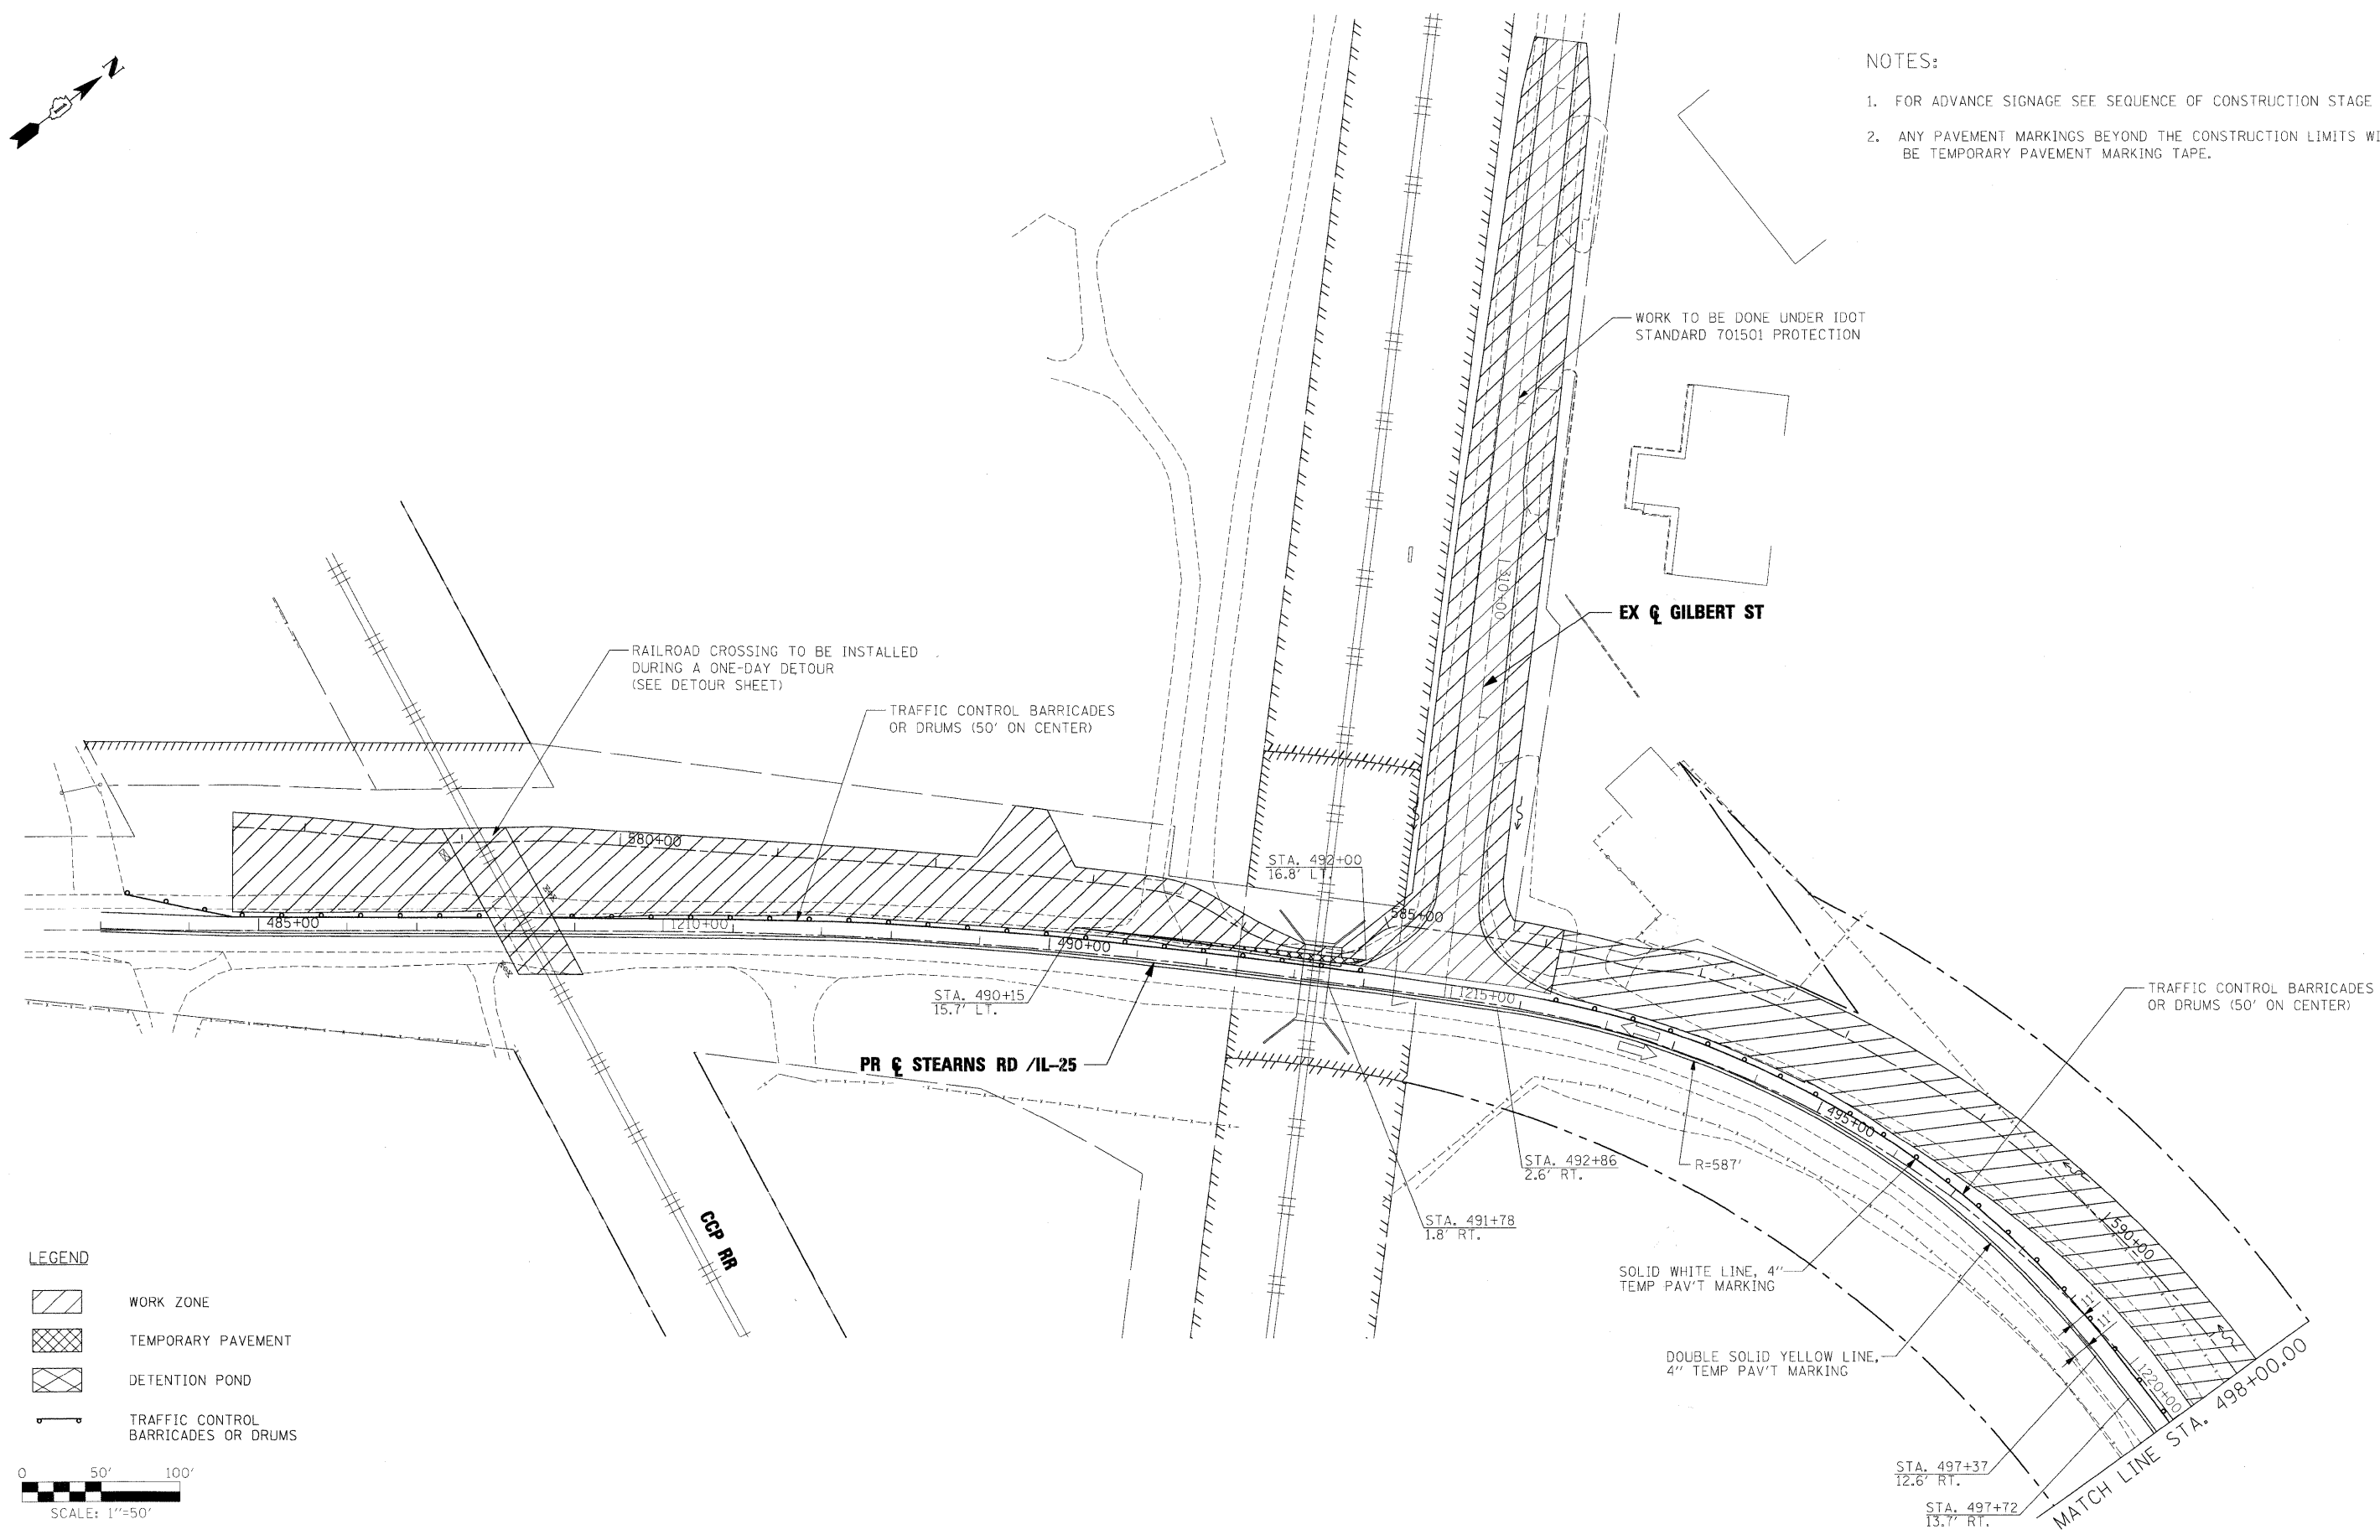 N
1
NOTES:
1. FOR ADVANCE SIGNAGE SEE SEQUENCE OF CONSTRUCTION STAGE
2. ANY PAVEMENT MARKINGS BEYOND THE CONSTRUCTION LIMITS
BE TEMPORARY PAVEMENT MARKING TAPE.
WORK TO BE DONE UNDER IDOT
STANDARD 701501 PROTECTION
310+00
EX ℄ GILBERT ST
RAILROAD CROSSING TO BE INSTALLED
DURING A ONE-DAY DETOUR
(SEE DETOUR SHEET)
TRAFFIC CONTROL BARRICADES
OR DRUMS (50' ON CENTER)
580+00
STA. 492+00
16.8' LT.
585+00
485+00
1210+00
490+00
STA. 490+15
15.7' LT.
1215+00
TRAFFIC CONTROL BARRICADES
OR DRUMS (50' ON CENTER)
PR ℄ STEARNS RD /IL-25
495+00
STA. 492+86
2.6' RT.
R=587'
STA. 491+78
1.8' RT.
CCP RR
590+00
SOLID WHITE LINE, 4"
TEMP PAV'T MARKING
11'
11'
DOUBLE SOLID YELLOW LINE,
4" TEMP PAV'T MARKING
1220+00
MATCH LINE STA. 498+00.00
STA. 497+37
12.6' RT.
STA. 497+72
13.7' RT.
LEGEND
WORK ZONE
TEMPORARY PAVEMENT
DETENTION POND
TRAFFIC CONTROL
BARRICADES OR DRUMS
0 50' 100'
SCALE: 1"=50'